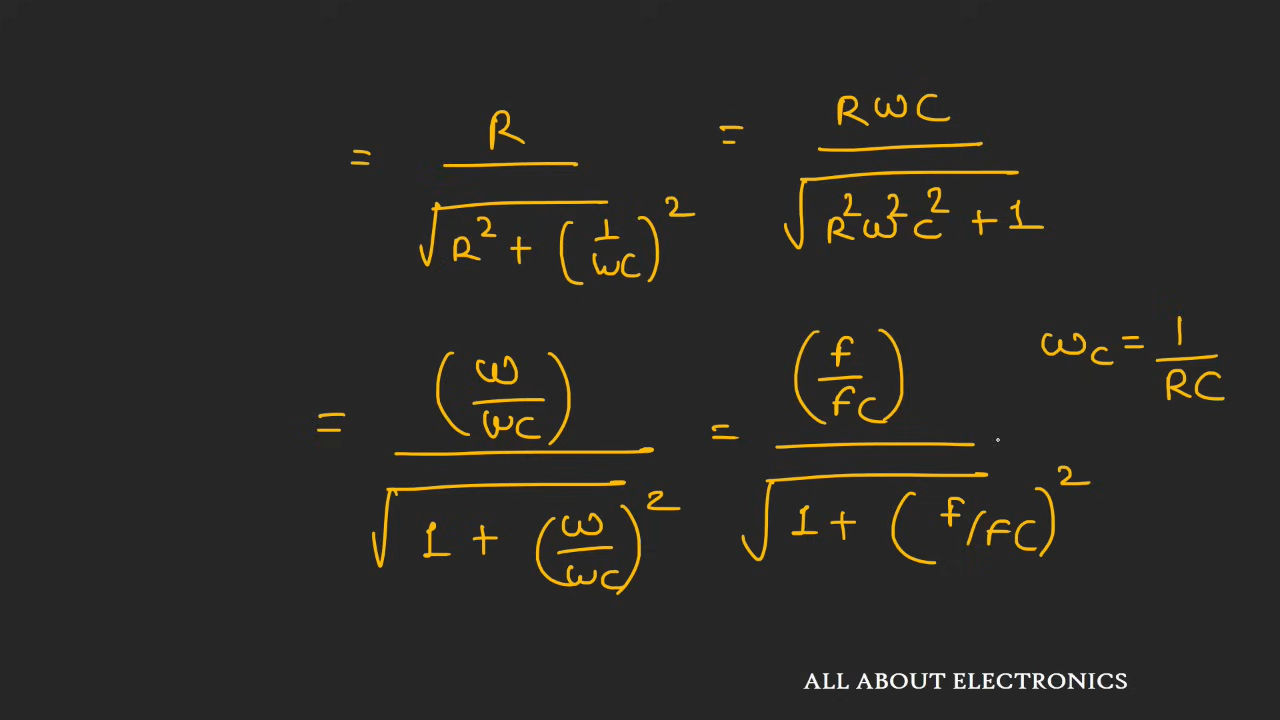 = R / √(R² + (1/ωC)²) = RωC / √(R²ω²C² + 1)
ωc = 1/RC
= (ω/ωc) / √(1 + (ω/ωc)²) = (f/fc) / √(1 + (f/fc)²)
ALL ABOUT ELECTRONICS